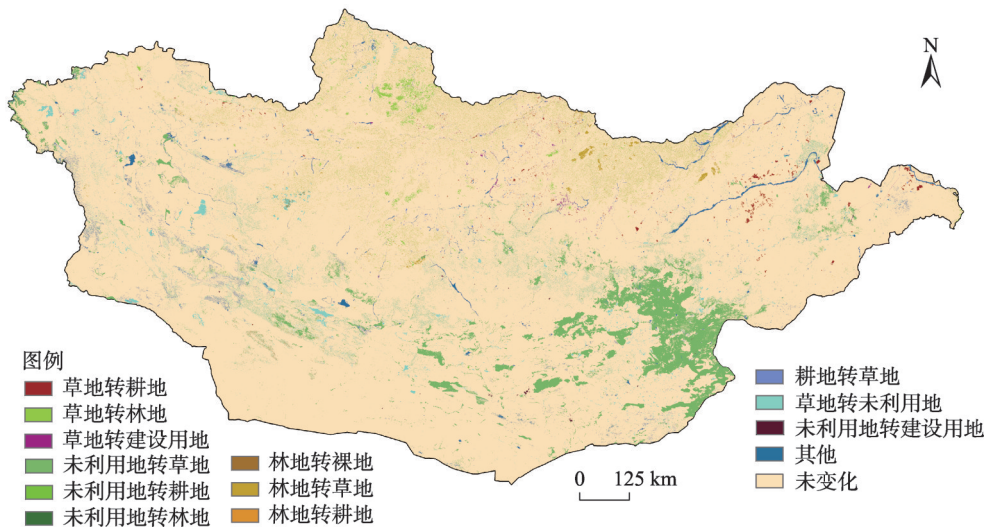 N
图例
草地转耕地
草地转林地
草地转建设用地
未利用地转草地
未利用地转耕地
未利用地转林地
林地转裸地
林地转草地
林地转耕地
0 125 km
耕地转草地
草地转未利用地
未利用地转建设用地
其他
未变化